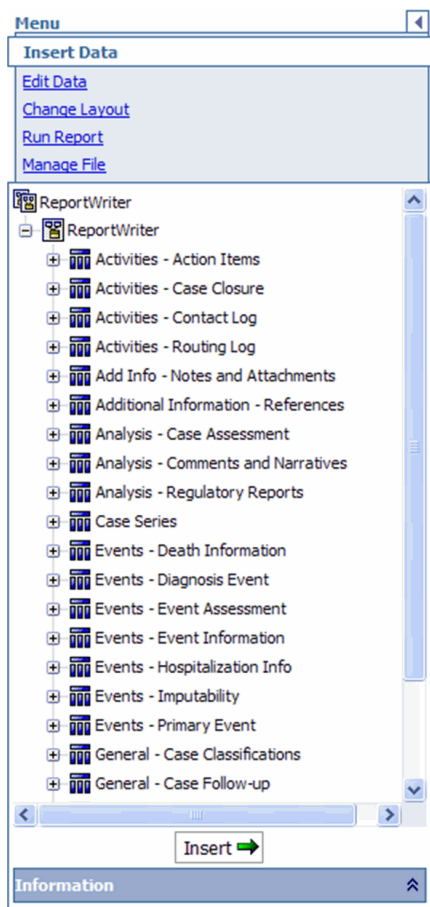 Menu
Insert Data
Edit Data
Change Layout
Run Report
Manage File
ReportWriter
ReportWriter
Activities - Action Items
Activities - Case Closure
Activities - Contact Log
Activities - Routing Log
Add Info - Notes and Attachments
Additional Information - References
Analysis - Case Assessment
Analysis - Comments and Narratives
Analysis - Regulatory Reports
Case Series
Events - Death Information
Events - Diagnosis Event
Events - Event Assessment
Events - Event Information
Events - Hospitalization Info
Events - Imputability
Events - Primary Event
General - Case Classifications
General - Case Follow-up
Insert
Information